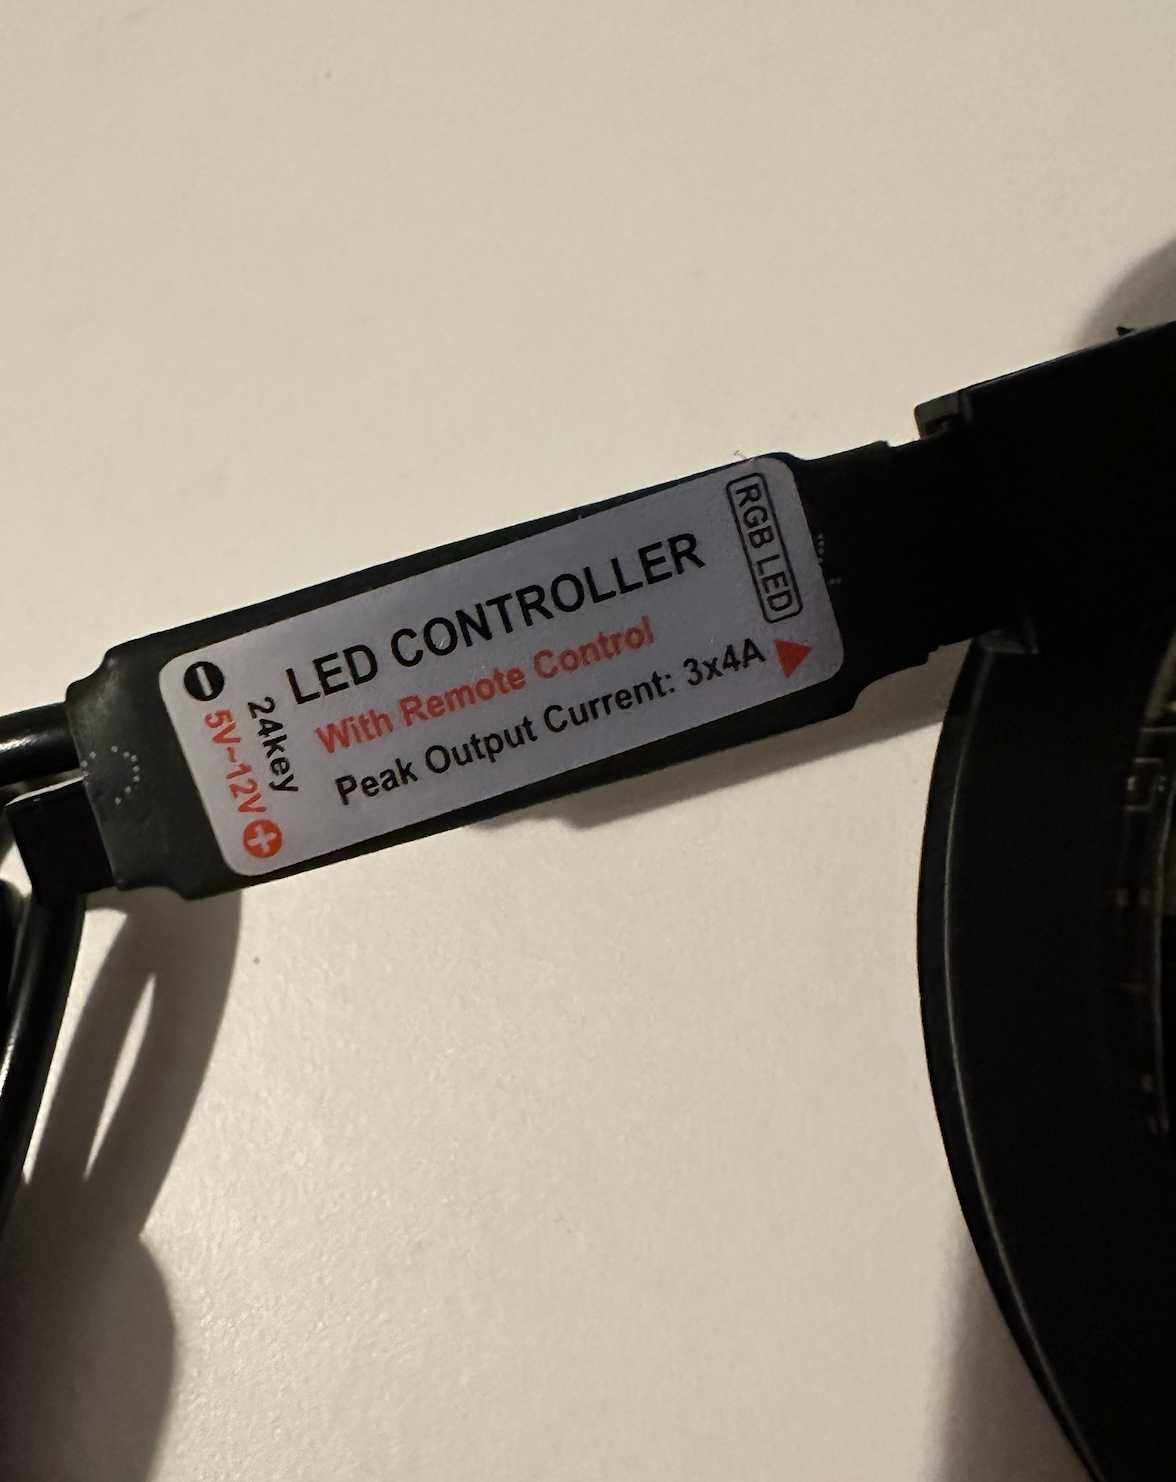 LED CONTROLLER
With Remote Control
Peak Output Current: 3x4A
RGB LED
24key
5V~12V